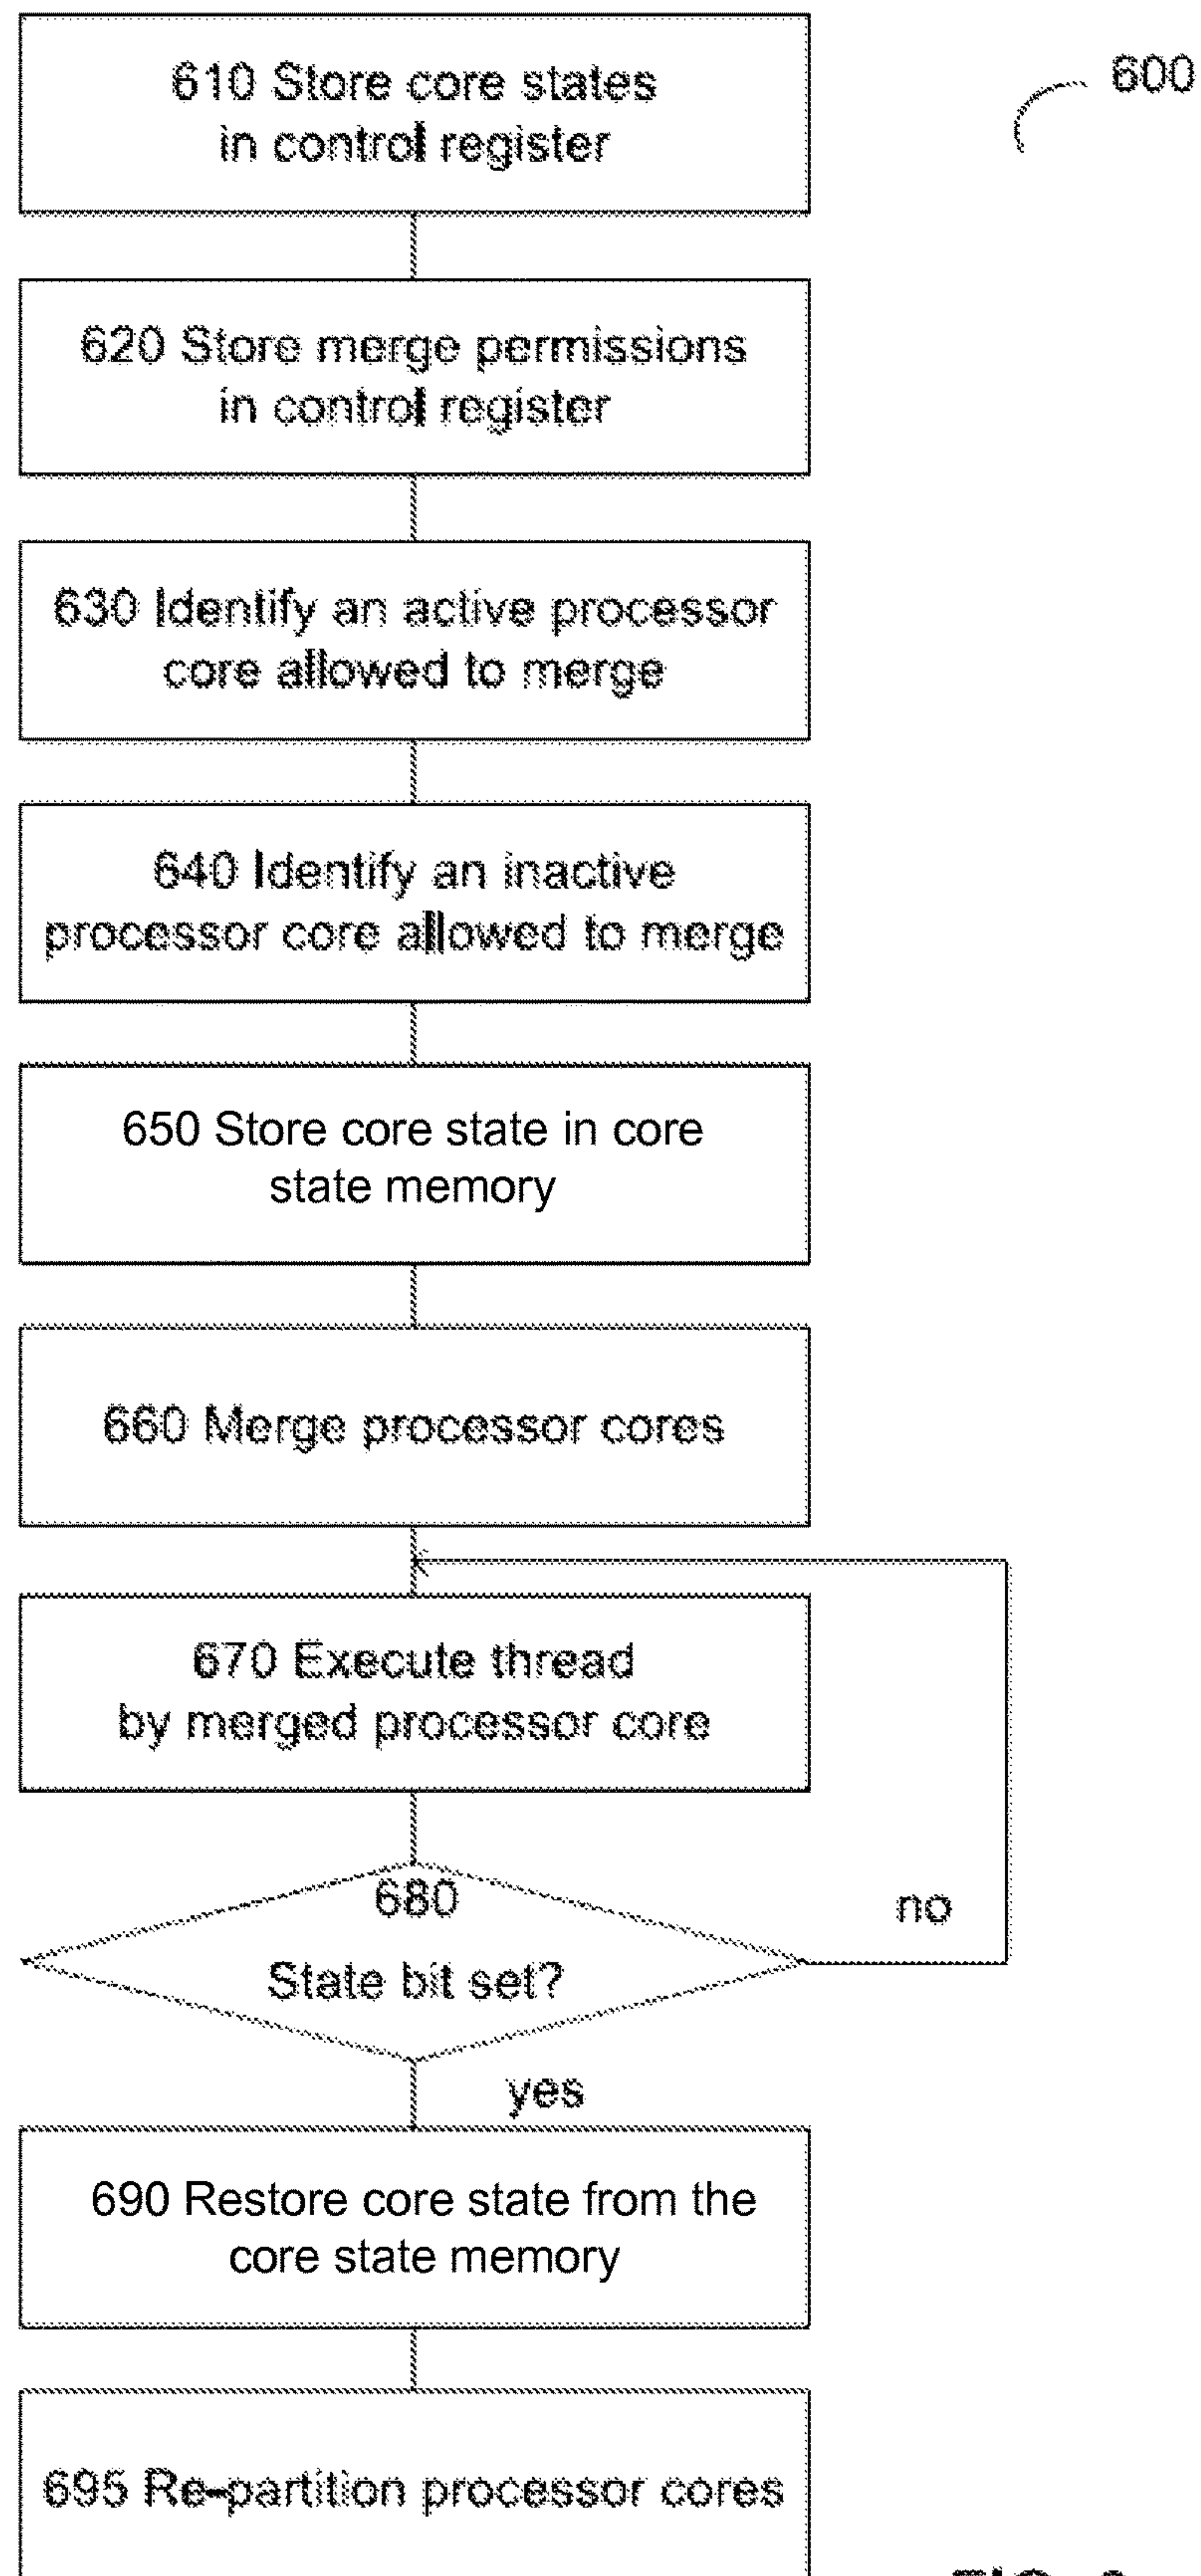 610 Store core states
in control register
600
620 Store merge permissions
in control register
630 Identify an active processor
core allowed to merge
640 Identify an inactive
processor core allowed to merge
650 Store core state in core
state memory
660 Merge processor cores
670 Execute thread
by merged processor core
680
State bit set?
no
yes
690 Restore core state from the
core state memory
695 Re-partition processor cores